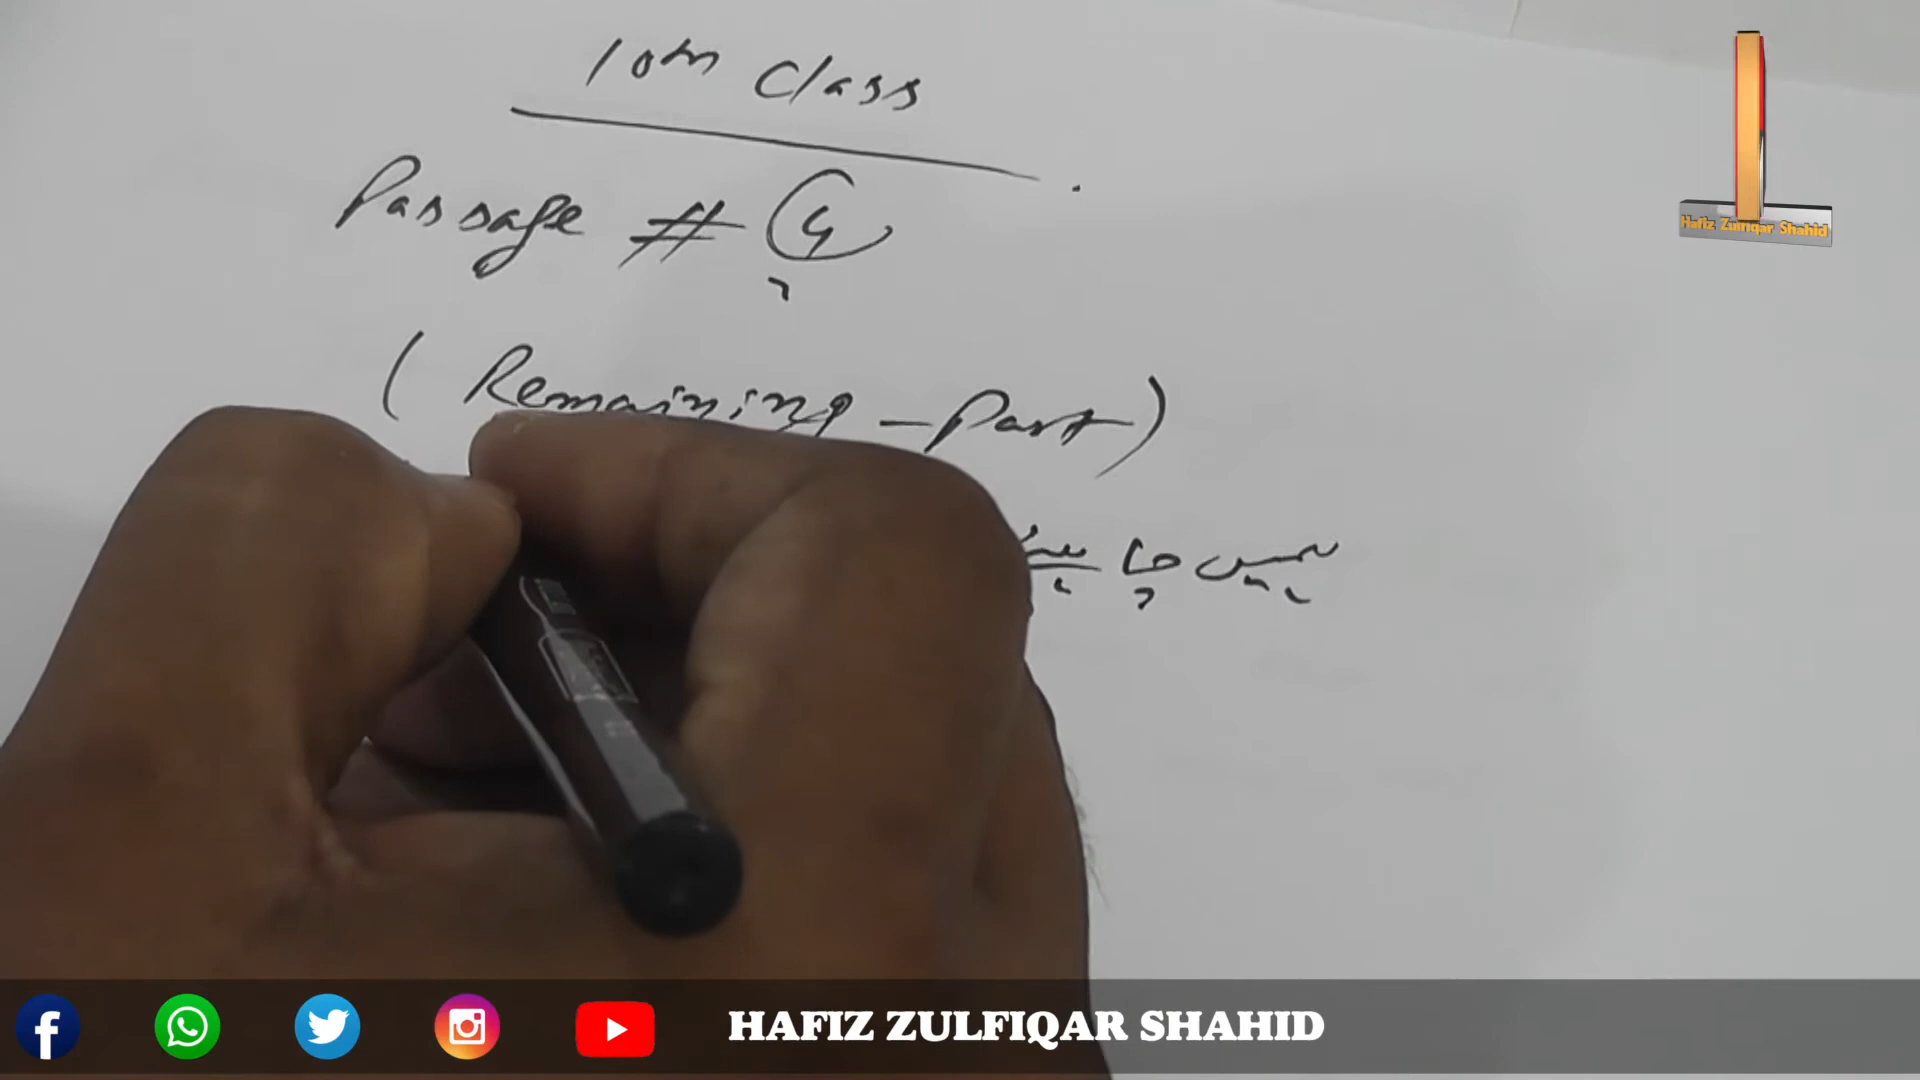 10th Class
Passage # 4
( Remaining - Part )
Hafiz Zulfiqar Shahid
HAFIZ ZULFIQAR SHAHID